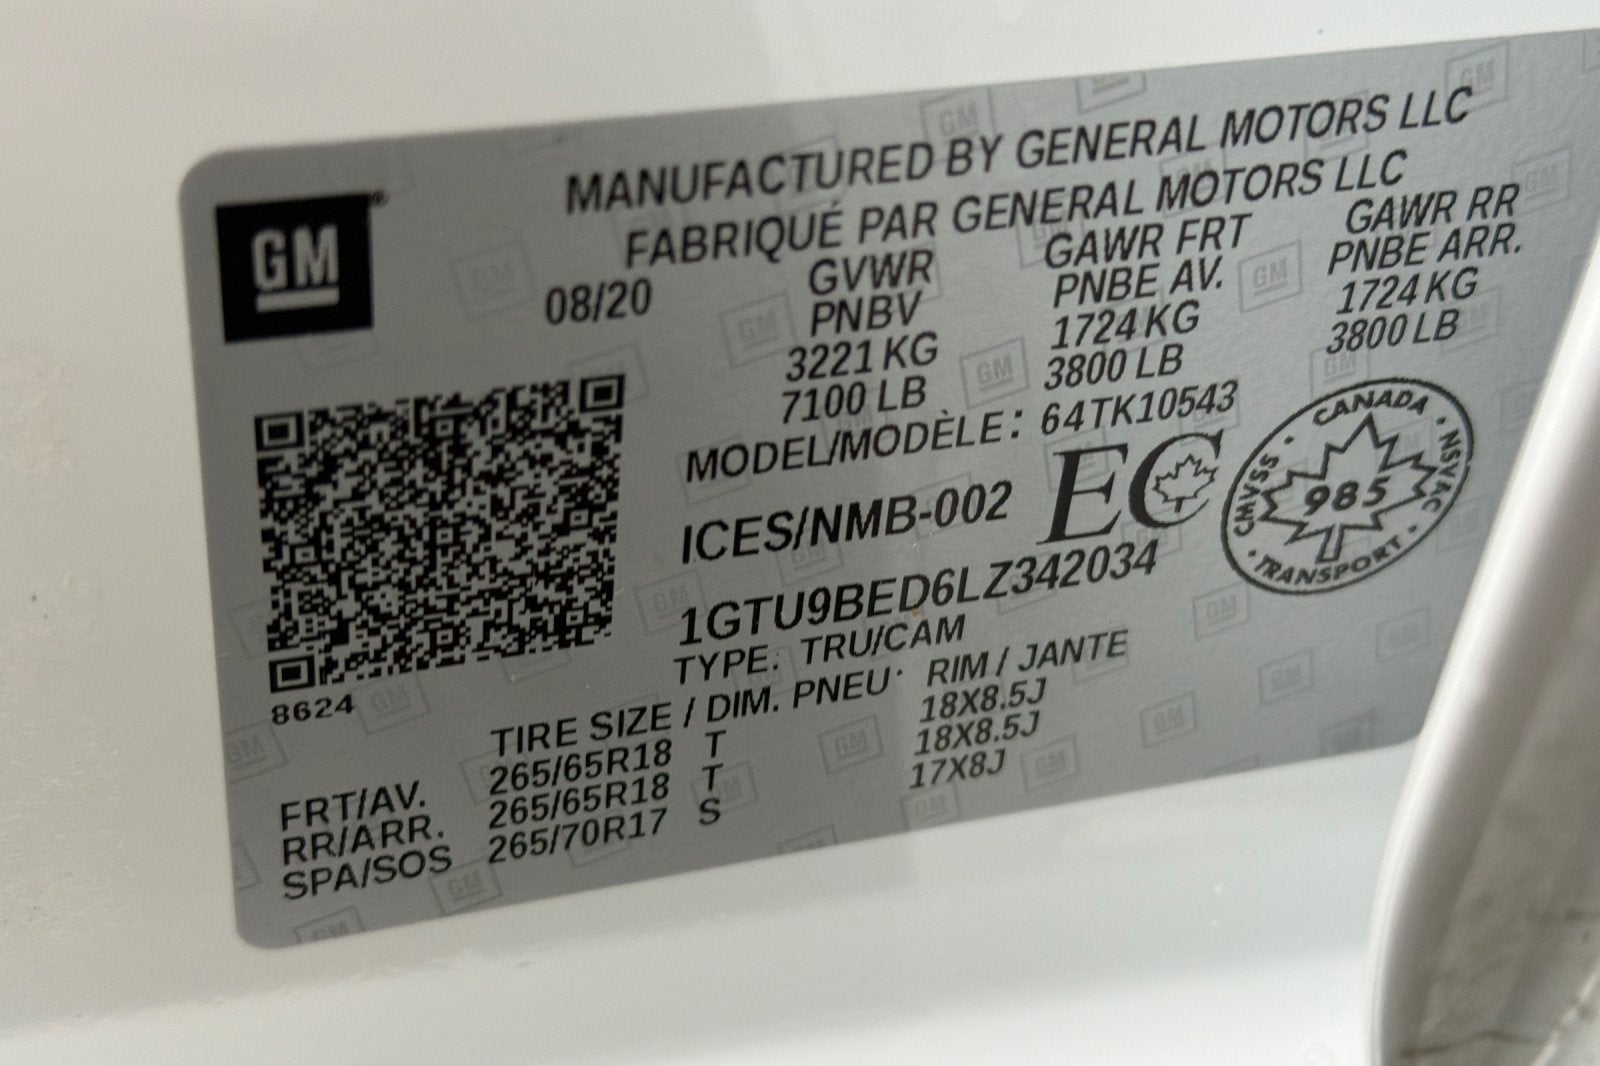 MANUFACTURED BY GENERAL MOTORS LLC
FABRIQUÉ PAR GENERAL MOTORS LLC
GM
08/20
GVWR GAWR FRT GAWR RR
PNBV PNBE AV. PNBE ARR.
3221 KG 1724 KG 1724 KG
7100 LB 3800 LB 3800 LB
MODEL/MODÈLE: 64TK10543
ICES/NMB-002 EC
CANADA
CMVSS 985 NSVAC
TRANSPORT
1GTU9BED6LZ342034
TYPE: TRU/CAM
8624
TIRE SIZE / DIM. PNEU· RIM / JANTE
FRT/AV. 265/65R18 T 18X8.5J
RR/ARR. 265/65R18 T 18X8.5J
SPA/SOS 265/70R17 S 17X8J